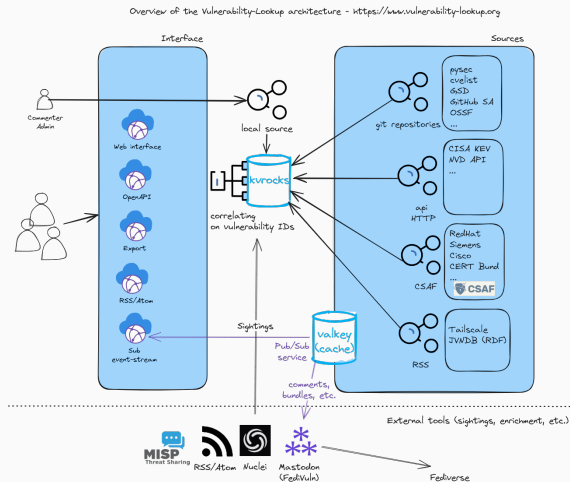 Overview of the Vulnerability-Lookup architecture - https://www.vulnerability-lookup.org
Interface
Sources
Commenter
Admin
Web interface
OpenAPI
Export
RSS/Atom
Sub
event-stream
local source
kvrocks
correlating
on vulnerability IDs
git repositories
pysec
cvelist
GSD
GitHub SA
OSSF
...
api
HTTP
CISA KEV
NVD API
...
CSAF
RedHat
Siemens
Cisco
CERT Bund
...
CSAF
RSS
Tailscale
JVNDB (RDF)
Sightings
Pub/Sub
service
valkey
(cache)
comments,
bundles, etc.
External tools (sightings, enrichment, etc.)
MISP
Threat Sharing
RSS/Atom
Nuclei
Mastodon
(FediVuln)
Fediverse